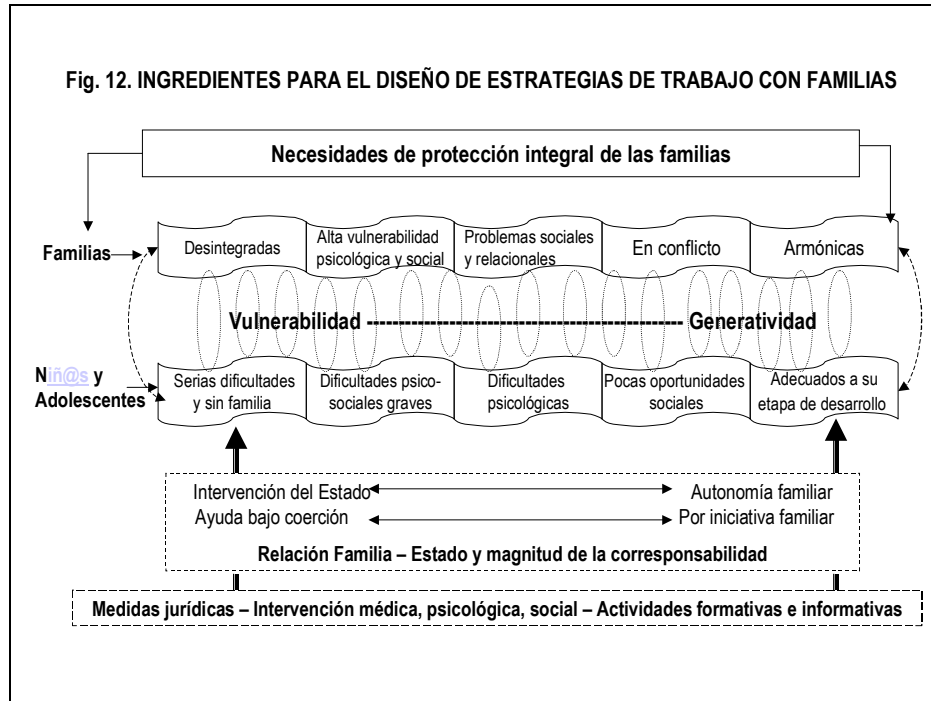 Fig. 12. INGREDIENTES PARA EL DISEÑO DE ESTRATEGIAS DE TRABAJO CON FAMILIAS
Necesidades de protección integral de las familias
Familias
Desintegradas
Alta vulnerabilidad
psicológica y social
Problemas sociales
y relacionales
En conflicto
Armónicas
Vulnerabilidad ---------------------------------------- Generatividad
Niñ@s y
Adolescentes
Serias dificultades
y sin familia
Dificultades psico-
sociales graves
Dificultades
psicológicas
Pocas oportunidades
sociales
Adecuados a su
etapa de desarrollo
Intervención del Estado
Autonomía familiar
Ayuda bajo coerción
Por iniciativa familiar
Relación Familia – Estado y magnitud de la corresponsabilidad
Medidas jurídicas – Intervención médica, psicológica, social – Actividades formativas e informativas